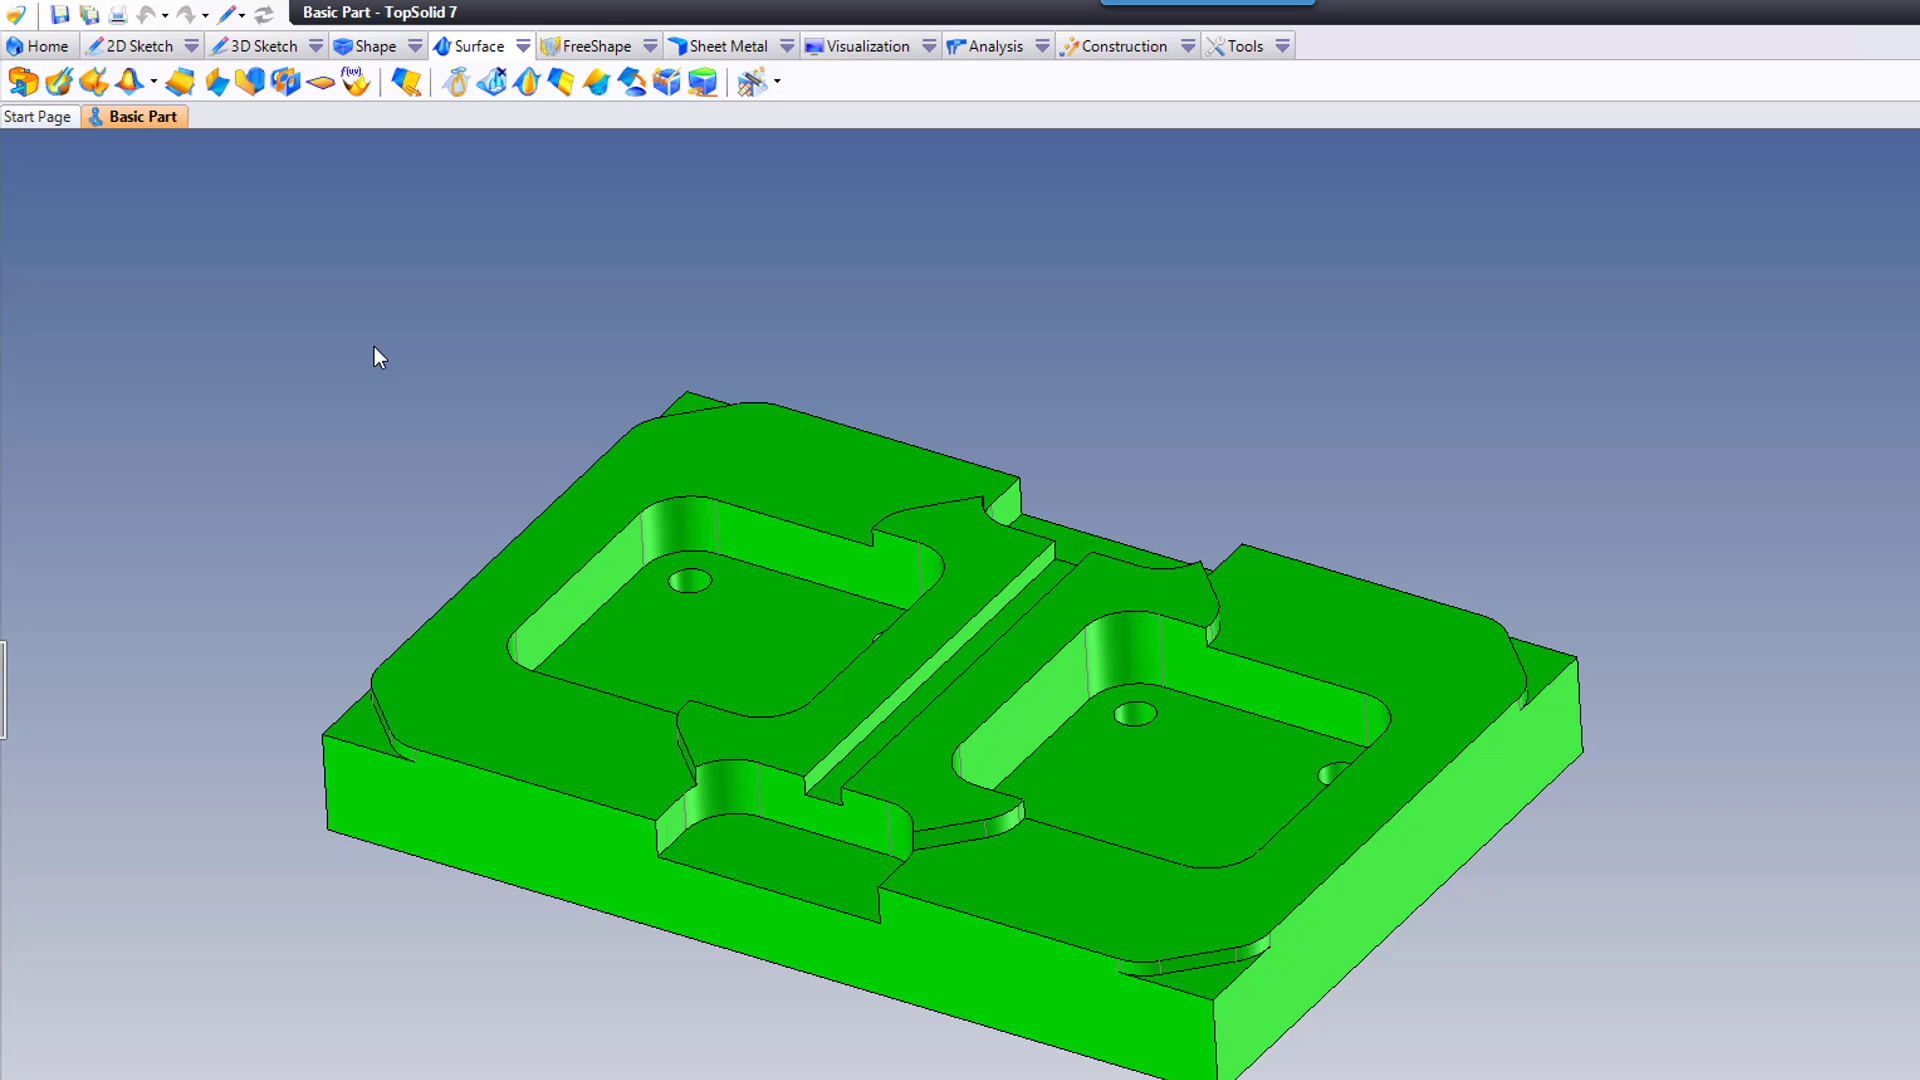 Basic Part - TopSolid 7
Home 2D Sketch 3D Sketch Shape Surface FreeShape Sheet Metal Visualization Analysis Construction Tools
f(uv)
Start Page Basic Part